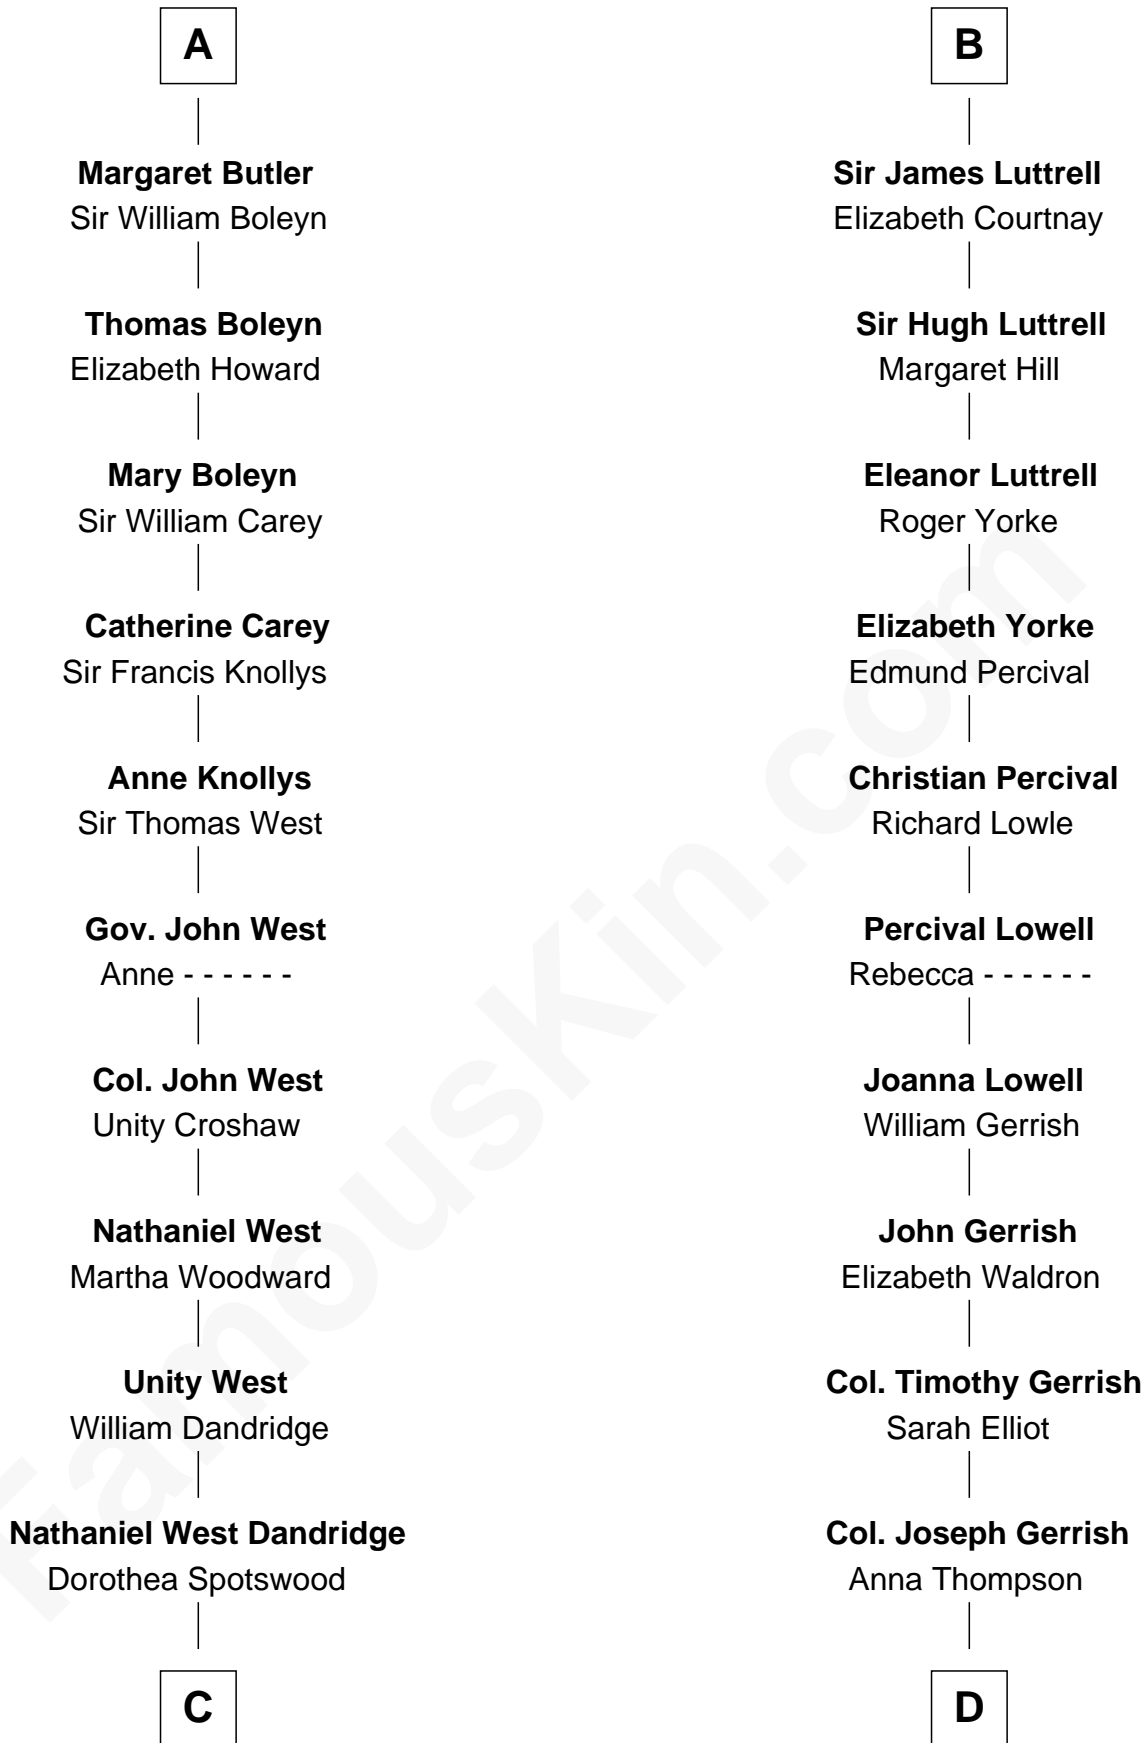 A
Margaret Butler
Sir William Boleyn
Thomas Boleyn
Elizabeth Howard
Mary Boleyn
Sir William Carey
Catherine Carey
Sir Francis Knollys
Anne Knollys
Sir Thomas West
Gov. John West
Anne - - - - - -
Col. John West
Unity Croshaw
Nathaniel West
Martha Woodward
Unity West
William Dandridge
Nathaniel West Dandridge
Dorothea Spotswood
C
B
Sir James Luttrell
Elizabeth Courtnay
Sir Hugh Luttrell
Margaret Hill
Eleanor Luttrell
Roger Yorke
Elizabeth Yorke
Edmund Percival
Christian Percival
Richard Lowle
Percival Lowell
Rebecca - - - - - -
Joanna Lowell
William Gerrish
John Gerrish
Elizabeth Waldron
Col. Timothy Gerrish
Sarah Elliot
Col. Joseph Gerrish
Anna Thompson
D
FamousKin.com